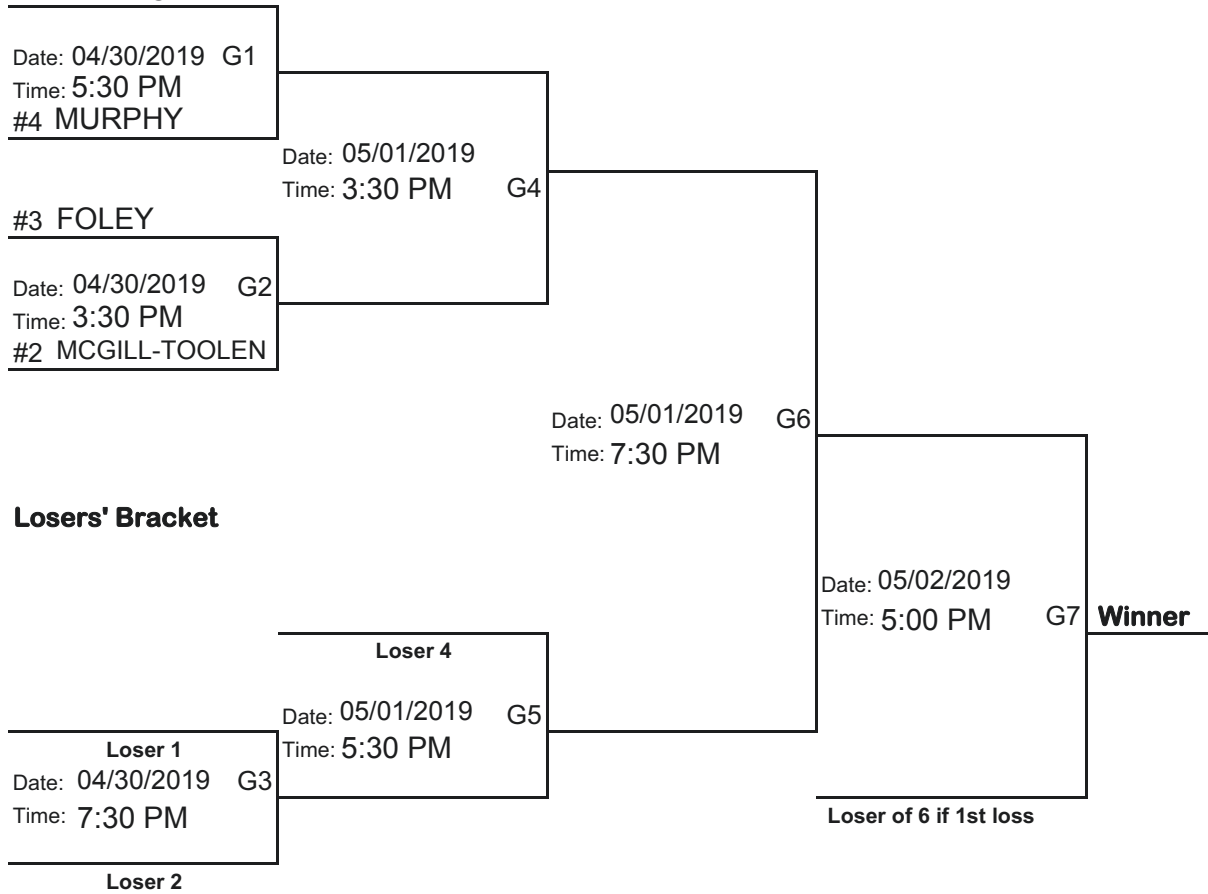 Date: 04/30/2019 G1
Time: 5:30 PM
#4 MURPHY
Date: 05/01/2019
Time: 3:30 PM G4
#3 FOLEY
Date: 04/30/2019 G2
Time: 3:30 PM
#2 MCGILL-TOOLEN
Date: 05/01/2019 G6
Time: 7:30 PM
Losers' Bracket
Date: 05/02/2019
Time: 5:00 PM G7 Winner
Loser 4
Date: 05/01/2019 G5
Time: 5:30 PM
Loser 1
Date: 04/30/2019 G3
Time: 7:30 PM
Loser of 6 if 1st loss
Loser 2